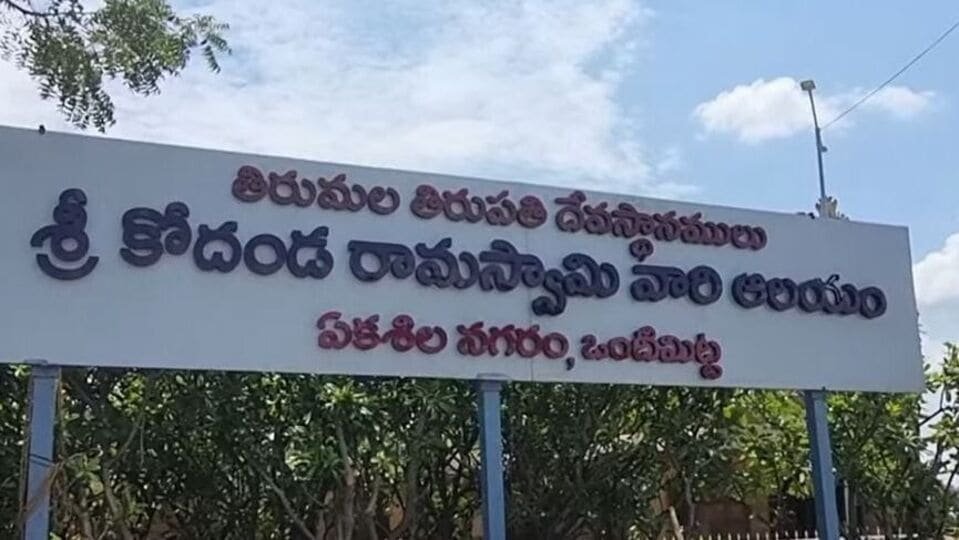 తిరుమల తిరుపతి దేవస్థానములు
శ్రీ కోదండ రామస్వామి వారి ఆలయం
ఏకశిల నగరం, ఒంటిమిట్ట